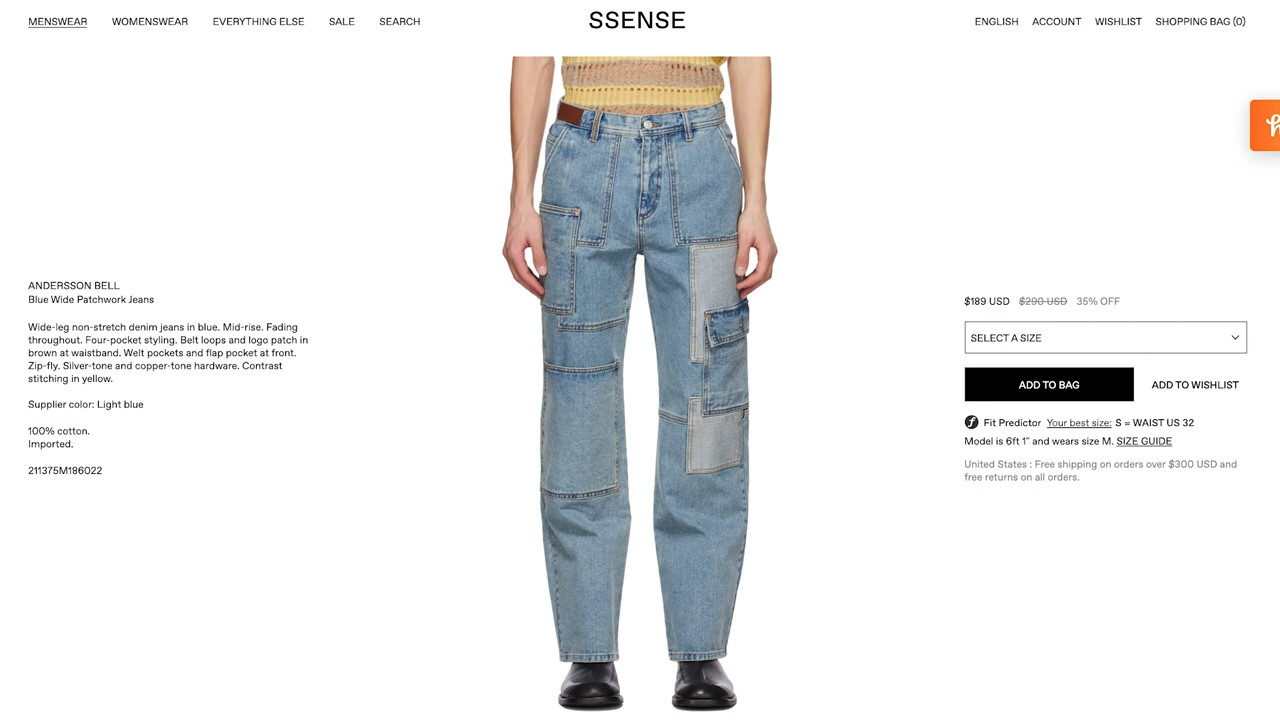 MENSWEAR WOMENSWEAR EVERYTHING ELSE SALE SEARCH
SSENSE
ENGLISH ACCOUNT WISHLIST SHOPPING BAG (0)
ANDERSSON BELL
Blue Wide Patchwork Jeans
Wide-leg non-stretch denim jeans in blue. Mid-rise. Fading
throughout. Four-pocket styling. Belt loops and logo patch in
brown at waistband. Welt pockets and flap pocket at front.
Zip-fly. Silver-tone and copper-tone hardware. Contrast
stitching in yellow.
Supplier color: Light blue
100% cotton.
Imported.
211375M186022
$189 USD $290 USD 35% OFF
SELECT A SIZE
ADD TO BAG ADD TO WISHLIST
Fit Predictor Your best size: S = WAIST US 32
Model is 6ft 1" and wears size M. SIZE GUIDE
United States : Free shipping on orders over $300 USD and
free returns on all orders.